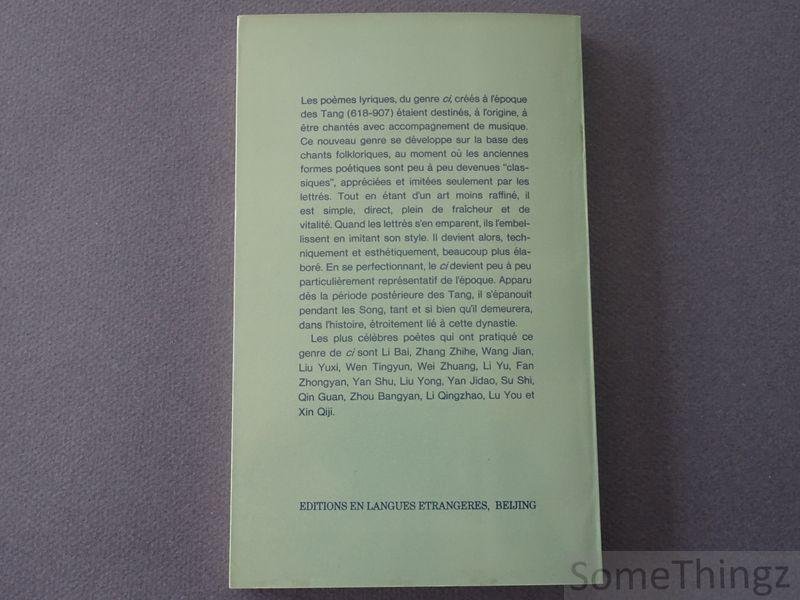 Les poèmes lyriques, du genre ci, créés à l'époque
des Tang (618-907) étaient destinés, à l'origine, à
être chantés avec accompagnement de musique.
Ce nouveau genre se développe sur la base des
chants folkloriques, au moment où les anciennes
formes poétiques sont peu à peu devenues "clas-
siques", appréciées et imitées seulement par les
lettrés. Tout en étant d'un art moins raffiné, il
est simple, direct, plein de fraîcheur et de
vitalité. Quand les lettrés s'en emparent, ils l'embel-
lissent en imitant son style. Il devient alors, tech-
niquement et esthétiquement, beaucoup plus éla-
boré. En se perfectionnant, le ci devient peu à peu
particulièrement représentatif de l'époque. Apparu
dès la période postérieure des Tang, il s'épanouit
pendant les Song, tant et si bien qu'il demeurera,
dans l'histoire, étroitement lié à cette dynastie.
Les plus célèbres poètes qui ont pratiqué ce
genre de ci sont Li Bai, Zhang Zhihe, Wang Jian,
Liu Yuxi, Wen Tingyun, Wei Zhuang, Li Yu, Fan
Zhongyan, Yan Shu, Liu Yong, Yan Jidao, Su Shi,
Qin Guan, Zhou Bangyan, Li Qingzhao, Lu You et
Xin Qiji.
EDITIONS EN LANGUES ETRANGERES, BEIJING
SomeThingz